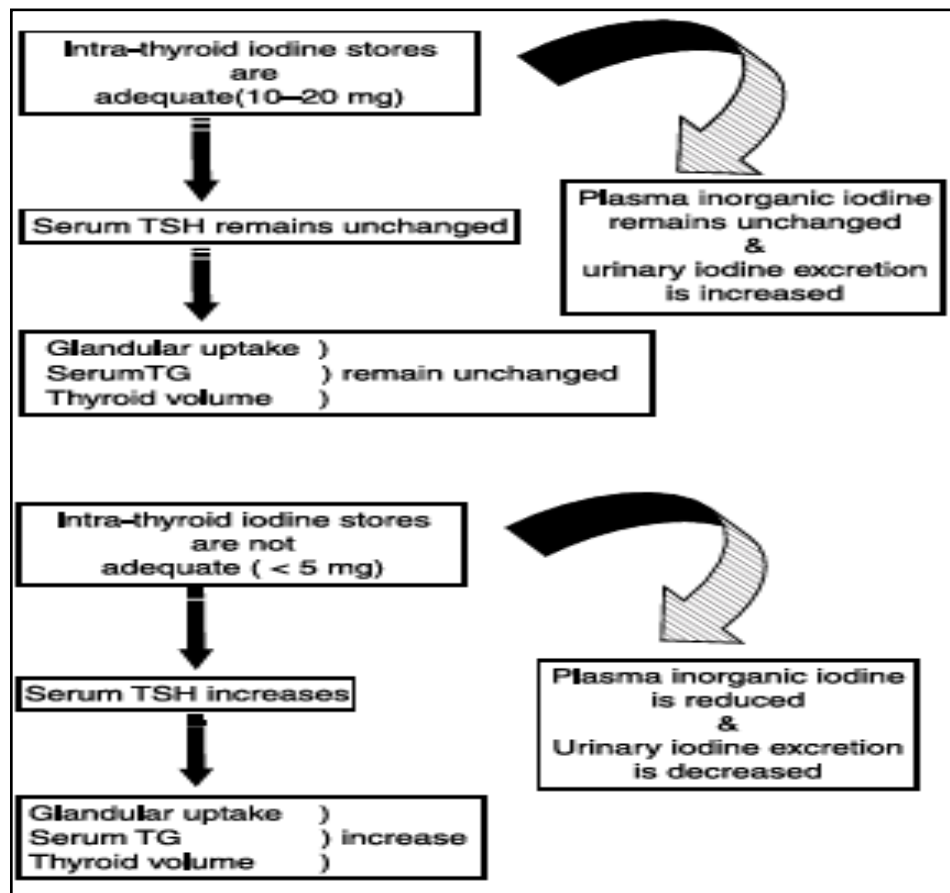 Intra-thyroid iodine stores
are
adequate(10-20 mg)
Serum TSH remains unchanged
Plasma inorganic iodine
remains unchanged
&
urinary iodine excretion
is increased
Glandular uptake )
SerumTG ) remain unchanged
Thyroid volume )
Intra-thyroid iodine stores
are not
adequate ( < 5 mg)
Serum TSH increases
Plasma inorganic iodine
is reduced
&
Urinary iodine excretion
is decreased
Glandular uptake )
Serum TG ) increase
Thyroid volume )